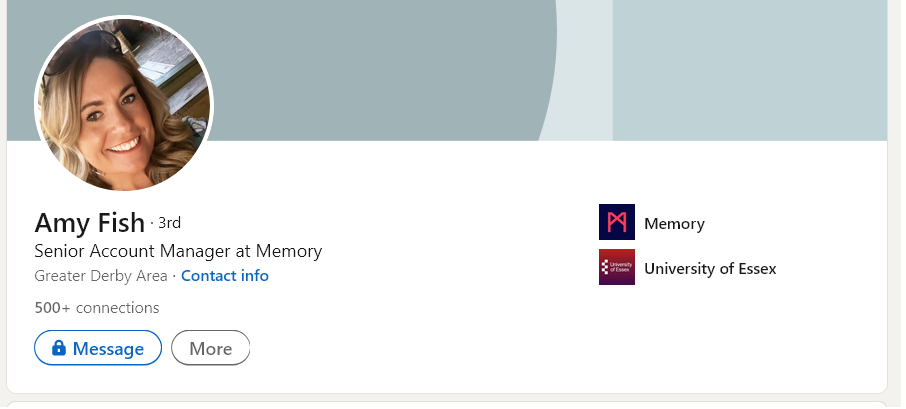 Amy Fish · 3rd
Senior Account Manager at Memory
Greater Derby Area · Contact info
500+ connections
Message
More
Memory
University of Essex
University of Essex